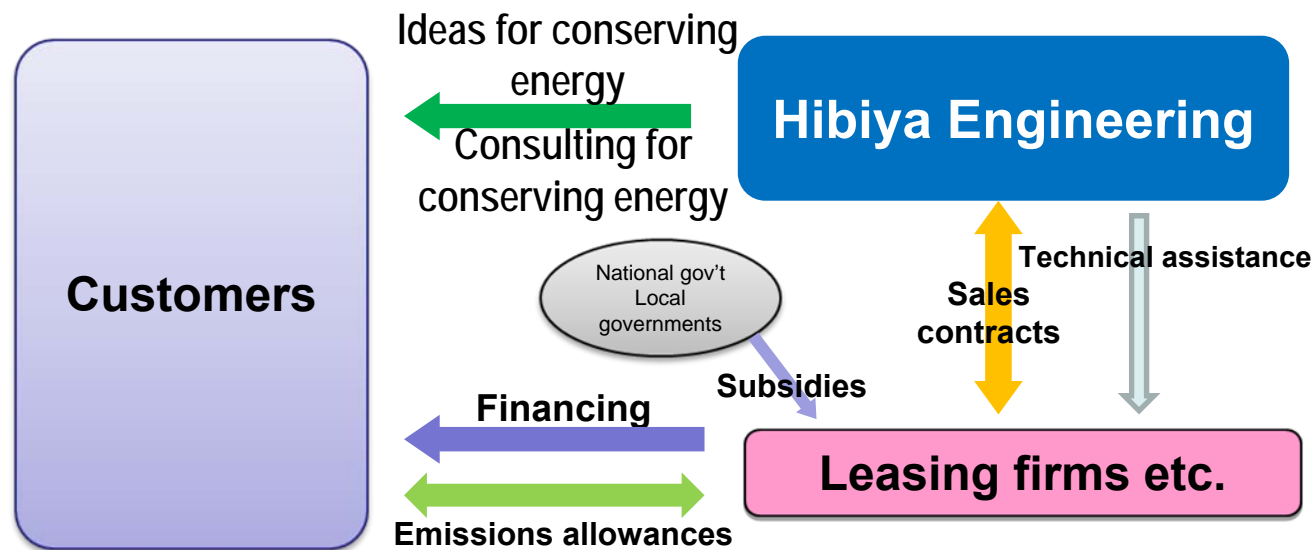 Ideas for conserving
energy
Consulting for
conserving energy
Hibiya Engineering
Customers
National gov’t
Local
governments
Technical assistance
Sales
contracts
Subsidies
Financing
Leasing firms etc.
Emissions allowances